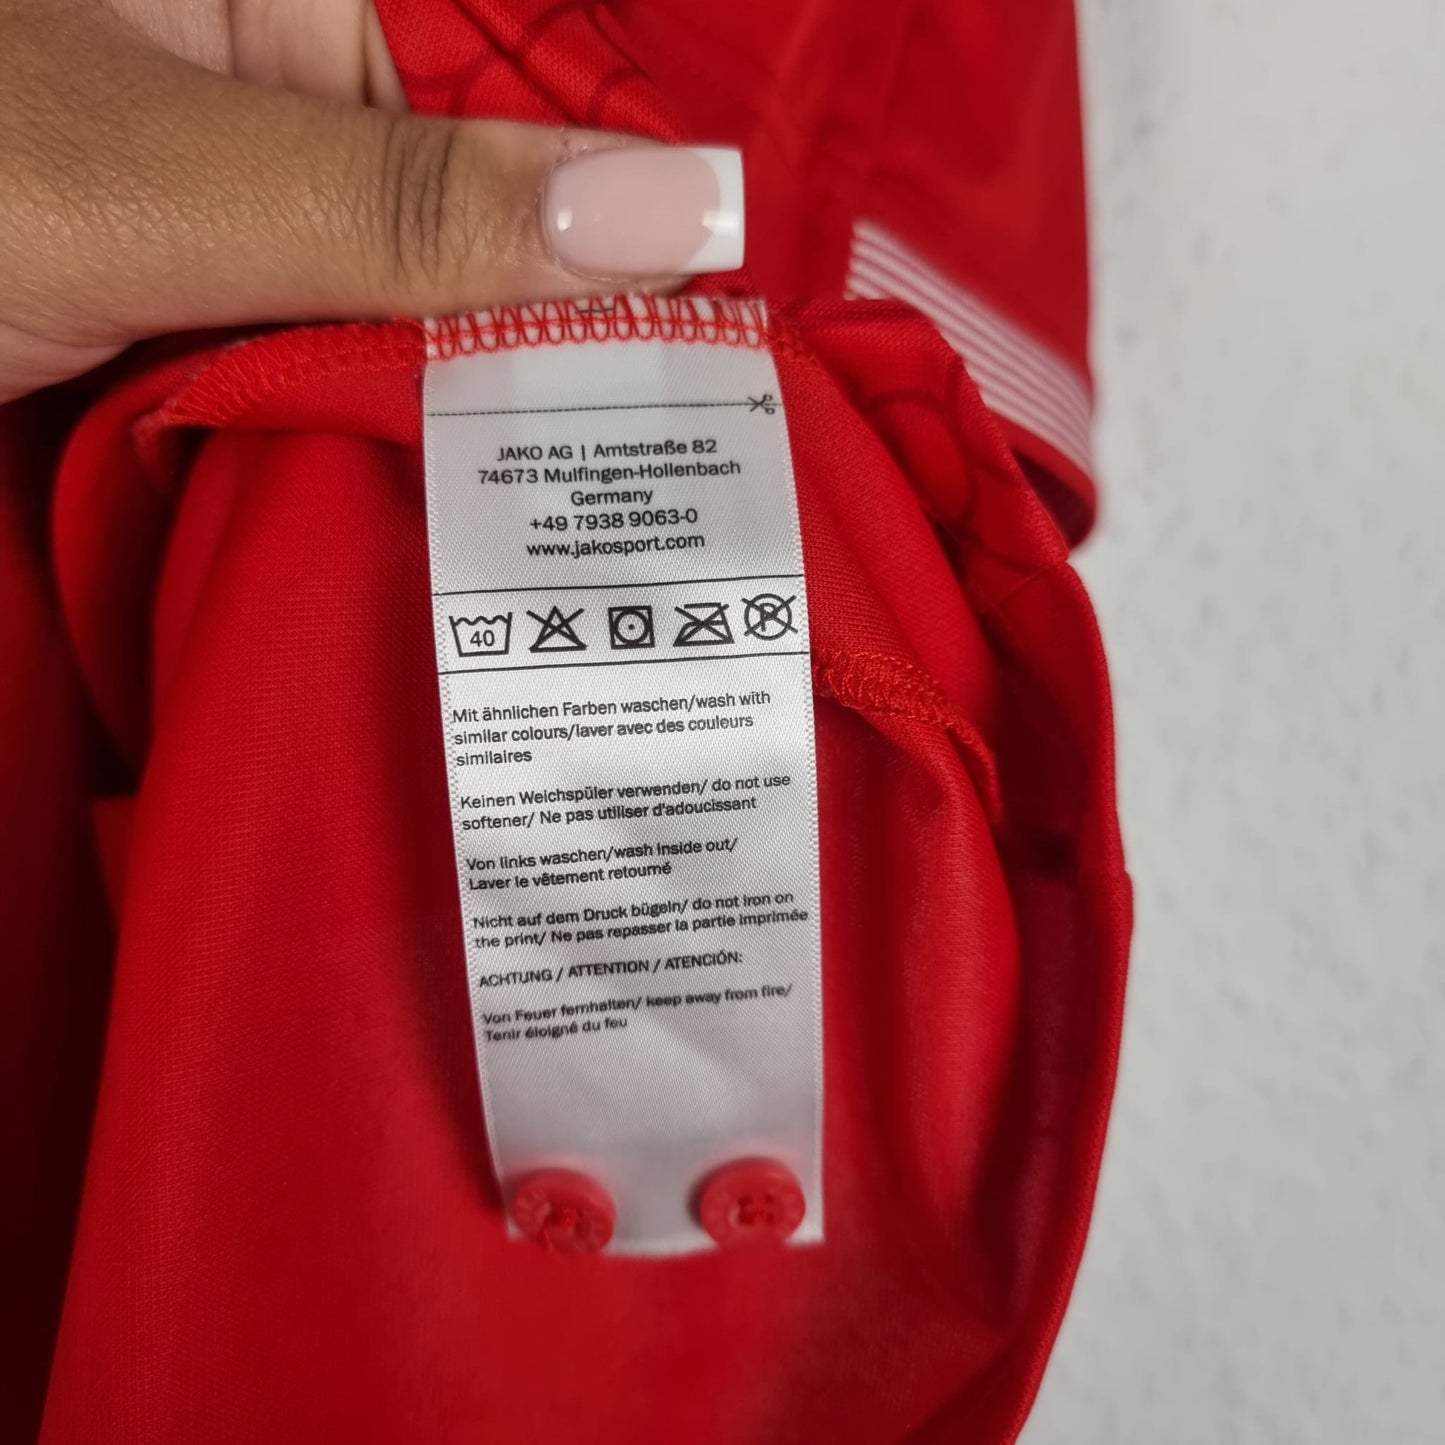 JAKO AG | Amtstraße 82
74673 Mulfingen-Hollenbach
Germany
+49 7938 9063-0
www.jakosport.com
40
P
Mit ähnlichen Farben waschen/wash with
similar colours/laver avec des couleurs
similaires
Keinen Weichspüler verwenden/ do not use
softener/ Ne pas utiliser d'adoucissant
Von links waschen/wash inside out/
Laver le vêtement retourné
Nicht auf dem Druck bügeln/ do not iron on
the print/ Ne pas repasser la partie imprimée
ACHTUNG / ATTENTION / ATENCIÓN:
Von Feuer fernhalten/ keep away from fire/
Tenir éloigné du feu